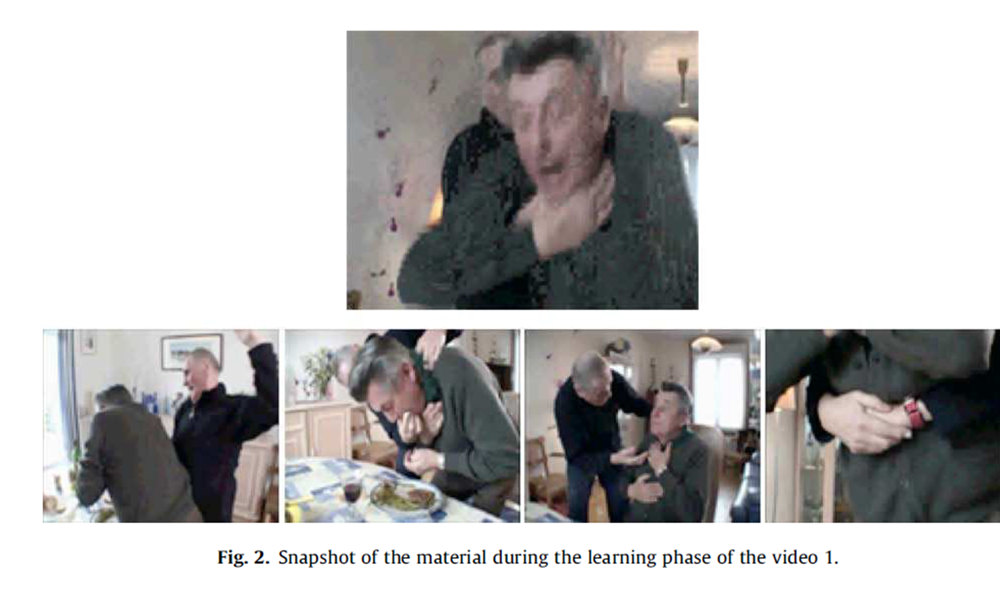 Fig. 2. Snapshot of the material during the learning phase of the video 1.